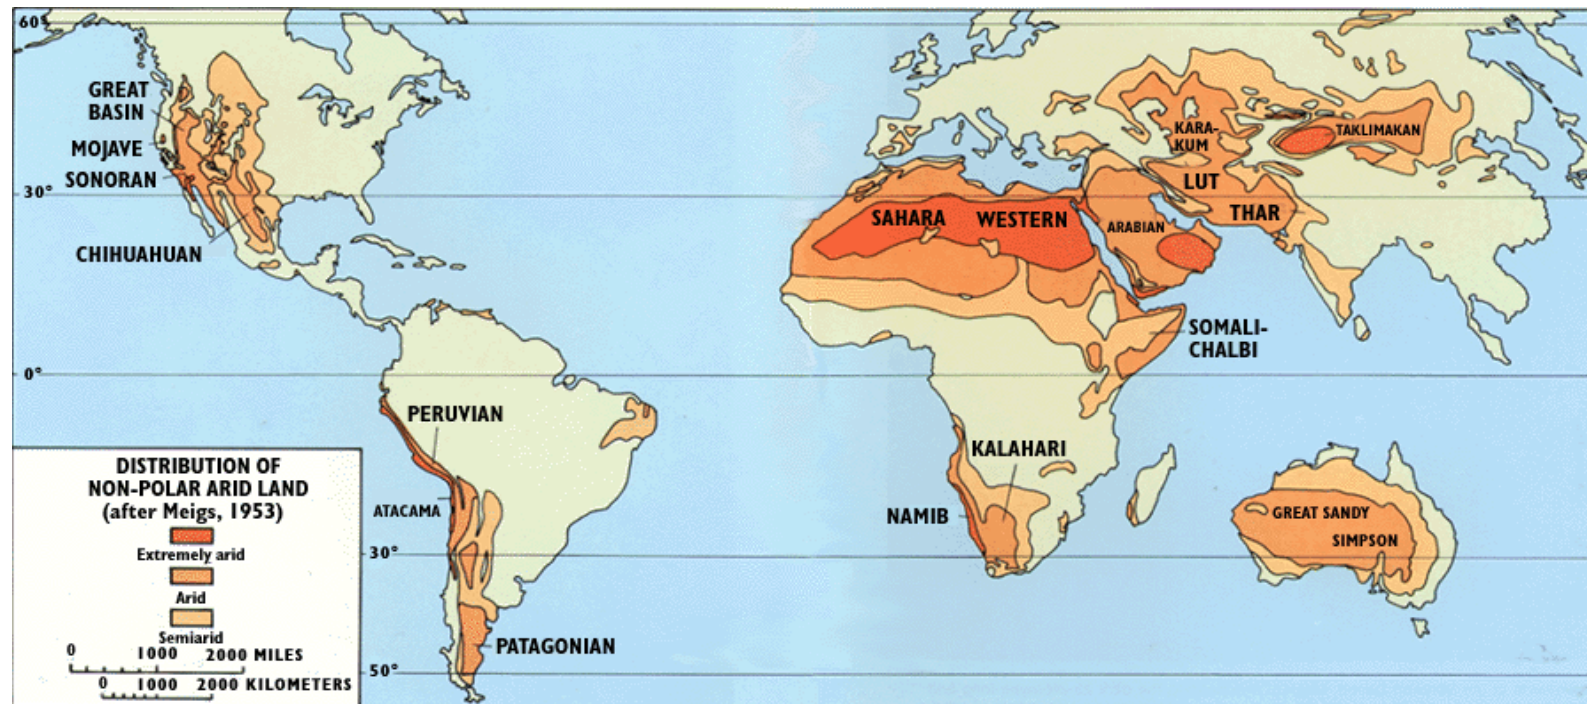 60°
GREAT
BASIN
MOJAVE
SONORAN
30°
CHIHUAHUAN
KARA-
KUM
TAKLIMAKAN
LUT
THAR
SAHARA
WESTERN
ARABIAN
SOMALI-
CHALBI
0°
PERUVIAN
KALAHARI
ATACAMA
NAMIB
GREAT SANDY
SIMPSON
30°
PATAGONIAN
50°
DISTRIBUTION OF
NON-POLAR ARID LAND
(after Meigs, 1953)
Extremely arid
Arid
Semiarid
0 1000 2000 MILES
0 1000 2000 KILOMETERS